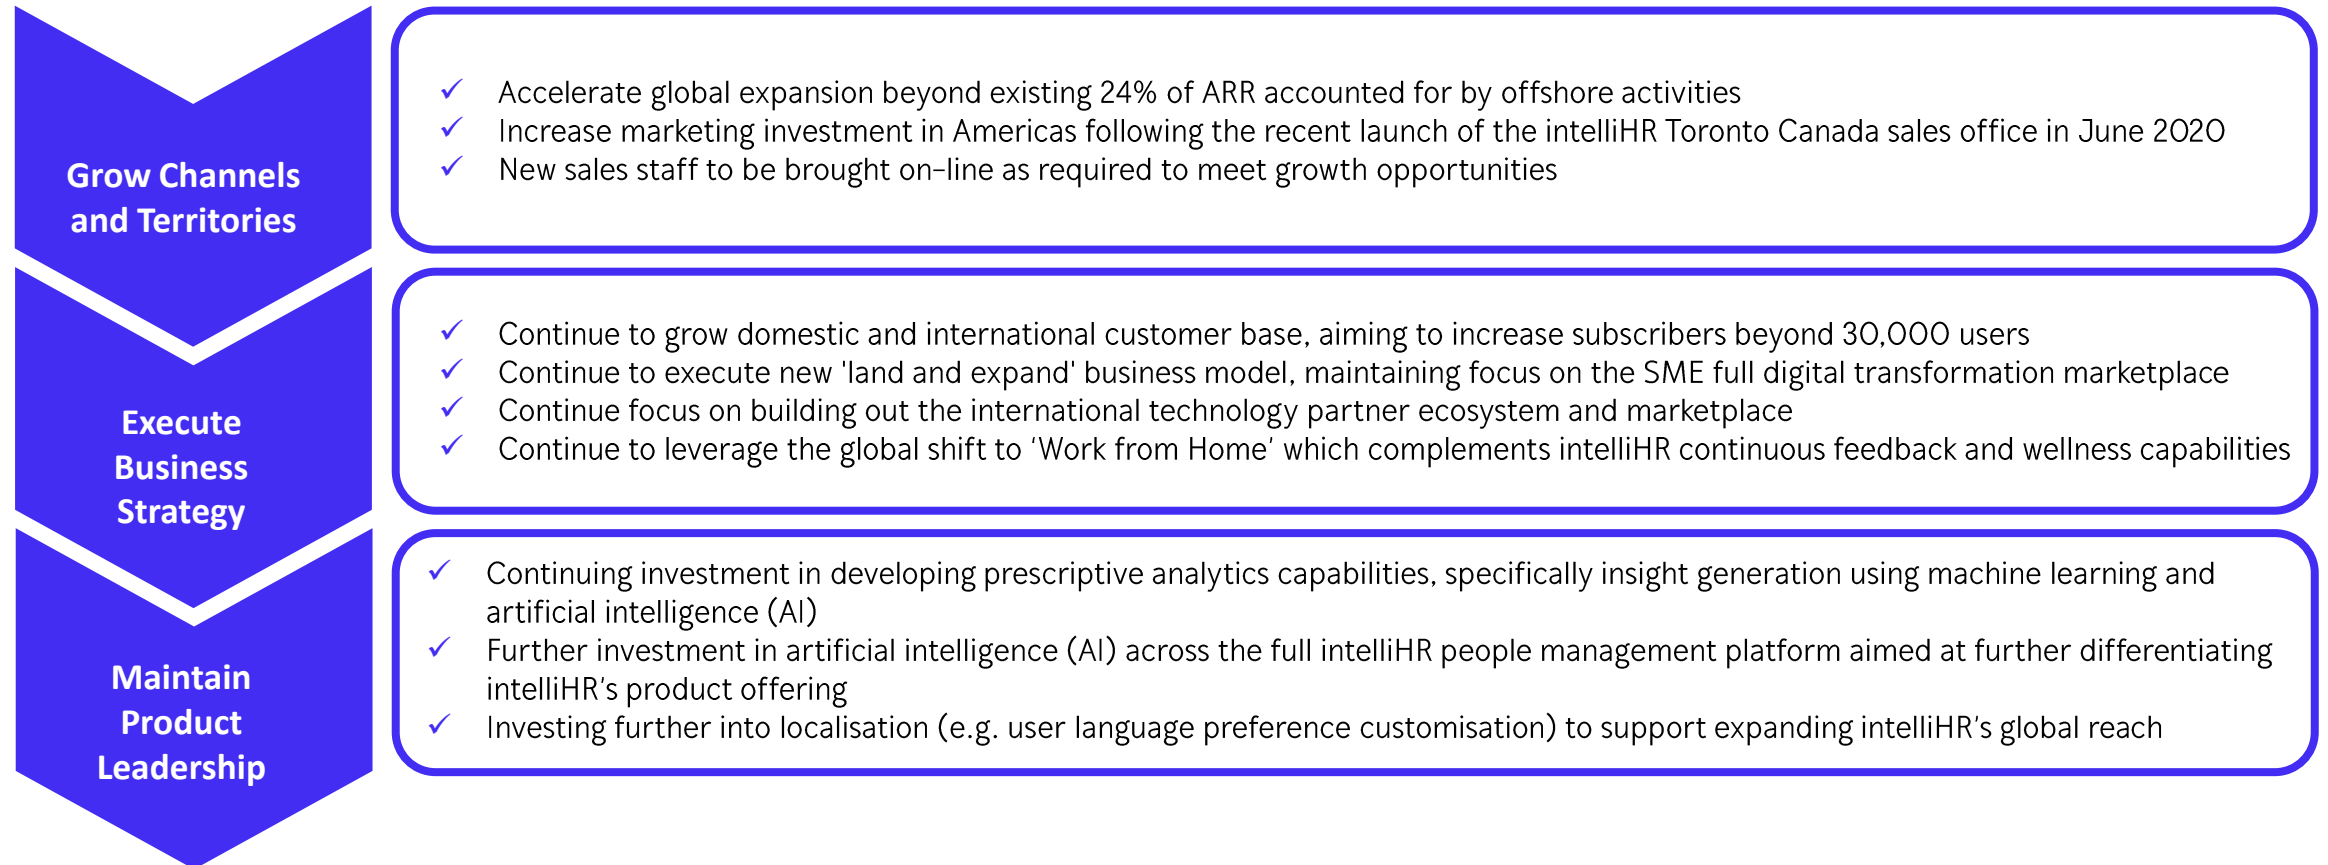 Grow Channels
and Territories
✓ Accelerate global expansion beyond existing 24% of ARR accounted for by offshore activities
✓ Increase marketing investment in Americas following the recent launch of the intelliHR Toronto Canada sales office in June 2020
✓ New sales staff to be brought on-line as required to meet growth opportunities
Execute
Business
Strategy
✓ Continue to grow domestic and international customer base, aiming to increase subscribers beyond 30,000 users
✓ Continue to execute new 'land and expand' business model, maintaining focus on the SME full digital transformation marketplace
✓ Continue focus on building out the international technology partner ecosystem and marketplace
✓ Continue to leverage the global shift to ‘Work from Home’ which complements intelliHR continuous feedback and wellness capabilities
Maintain
Product
Leadership
✓ Continuing investment in developing prescriptive analytics capabilities, specifically insight generation using machine learning and
artificial intelligence (AI)
✓ Further investment in artificial intelligence (AI) across the full intelliHR people management platform aimed at further differentiating
intelliHR’s product offering
✓ Investing further into localisation (e.g. user language preference customisation) to support expanding intelliHR’s global reach